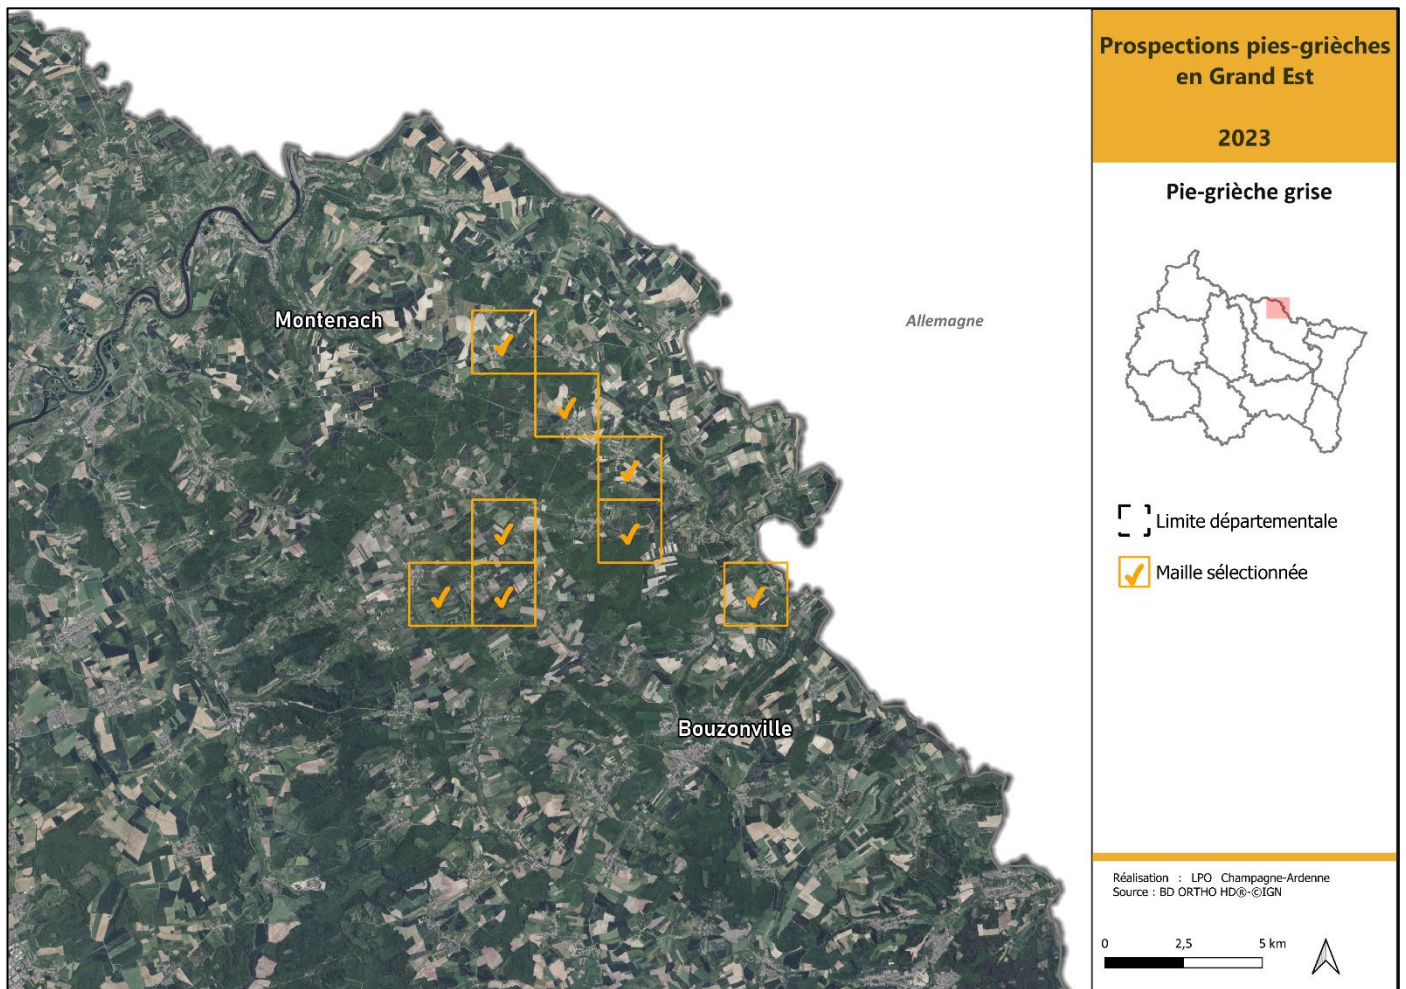 Prospections pies-grièches
en Grand Est
2023
Pie-grièche grise
Montenach
Allemagne
Limite départementale
Maille sélectionnée
Bouzonville
Réalisation : LPO Champagne-Ardenne
Source : BD ORTHO HD®-©IGN
0 2,5 5 km